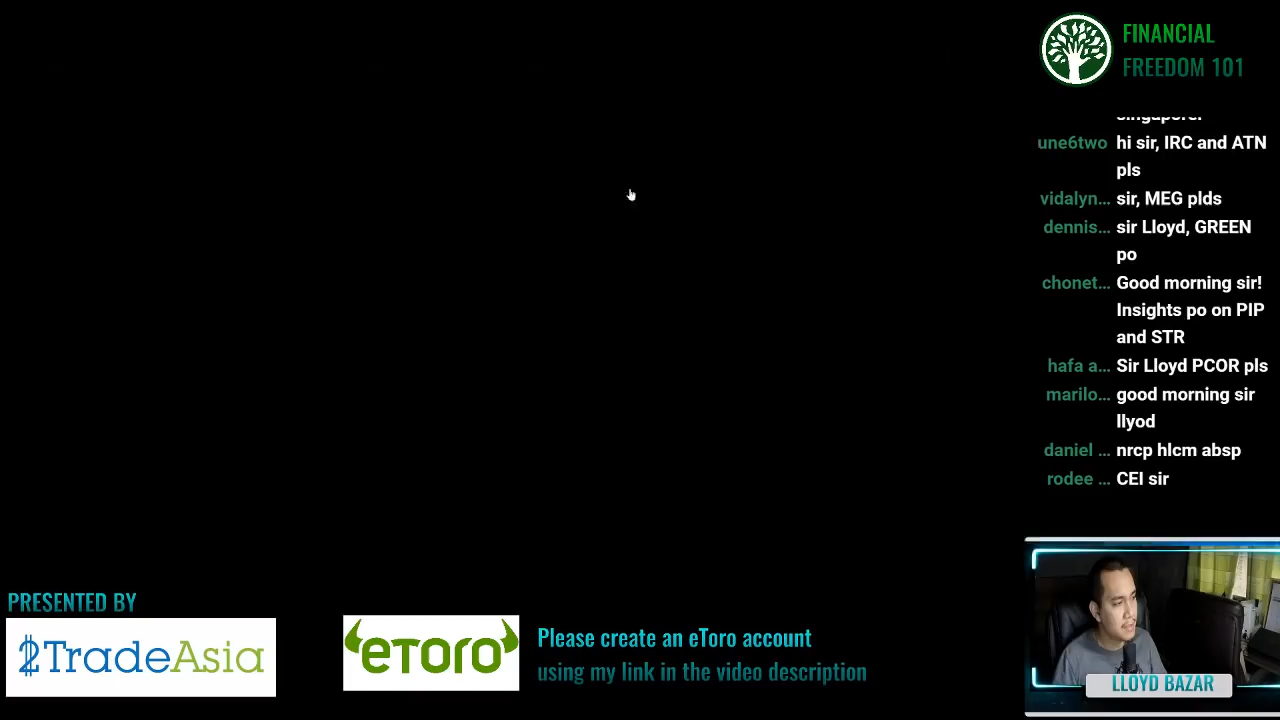 FINANCIAL
FREEDOM 101
singapore!
une6two hi sir, IRC and ATN
pls
vidalyn... sir, MEG plds
dennis... sir Lloyd, GREEN
po
chonet... Good morning sir!
Insights po on PIP
and STR
hafa a... Sir Lloyd PCOR pls
marilo... good morning sir
llyod
daniel ... nrcp hlcm absp
rodee ... CEI sir
PRESENTED BY
2TradeAsia
eTORO
Please create an eToro account
using my link in the video description
LLOYD BAZAR